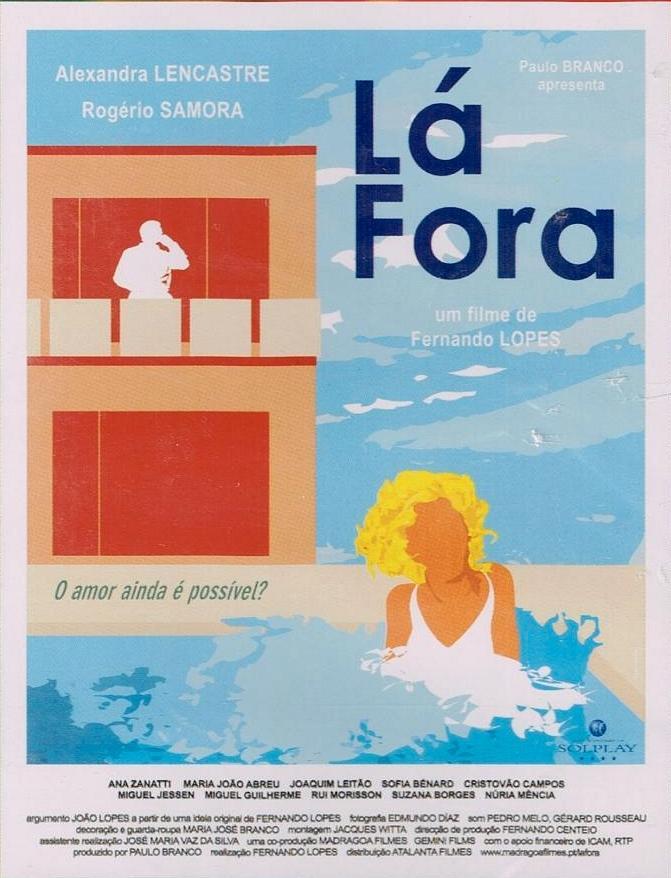 Alexandra LENCASTRE
Rogério SAMORA
Paulo BRANCO
apresenta
Lá
Fora
um filme de
Fernando LOPES
O amor ainda é possível?
SOLPLAY
ANA ZANATTI MARIA JOÃO ABREU JOAQUIM LEITÃO SOFIA BÉNARD CRISTOVÃO CAMPOS
MIGUEL JESSEN MIGUEL GUILHERME RUI MORISSON SUZANA BORGES NÚRIA MÊNCIA
argumento JOÃO LOPES a partir de uma ideia original de FERNANDO LOPES fotografia EDMUNDO DÍAZ som PEDRO MELO, GÉRARD ROUSSEAU
decoração e guarda-roupa MARIA JOSÉ BRANCO montagem JACQUES WITTA direcção de produção FERNANDO CENTEIO
assistente realização JOSÉ MARIA VAZ DA SILVA uma co-produção MADRAGOA FILMES GEMINI FILMS com o apoio financeiro de ICAM, RTP
produzido por PAULO BRANCO realização FERNANDO LOPES distribuição ATALANTA FILMES www.madragoafilmes.pt/lafora